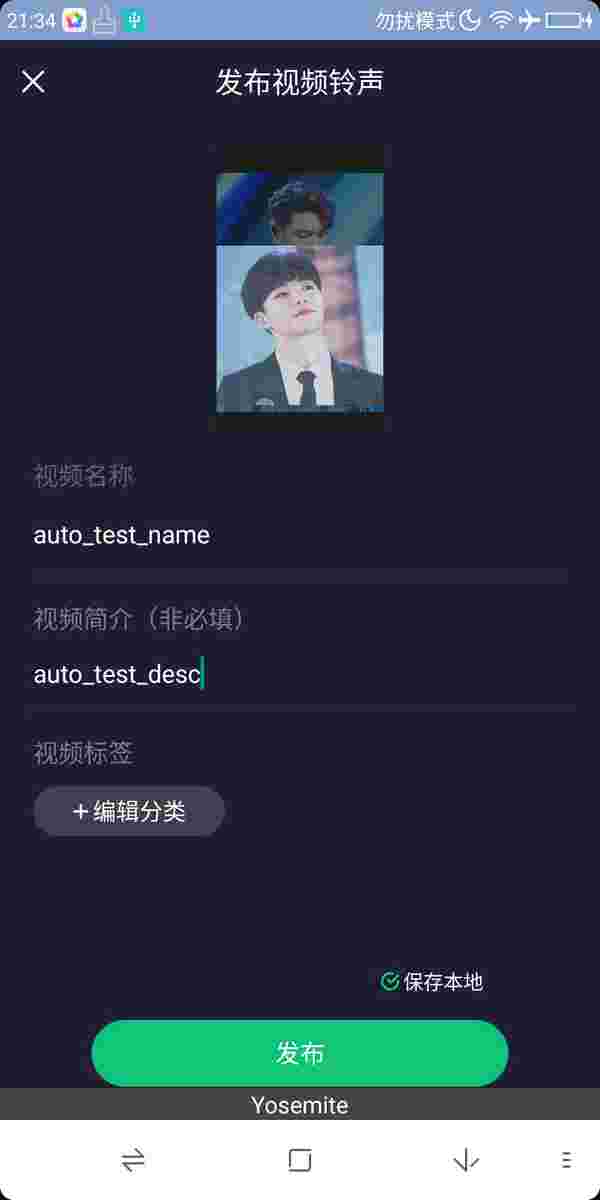 21:34
勿扰模式
发布视频铃声
视频名称
auto_test_name
视频简介（非必填）
auto_test_desc
视频标签
+编辑分类
保存本地
发布
Yosemite